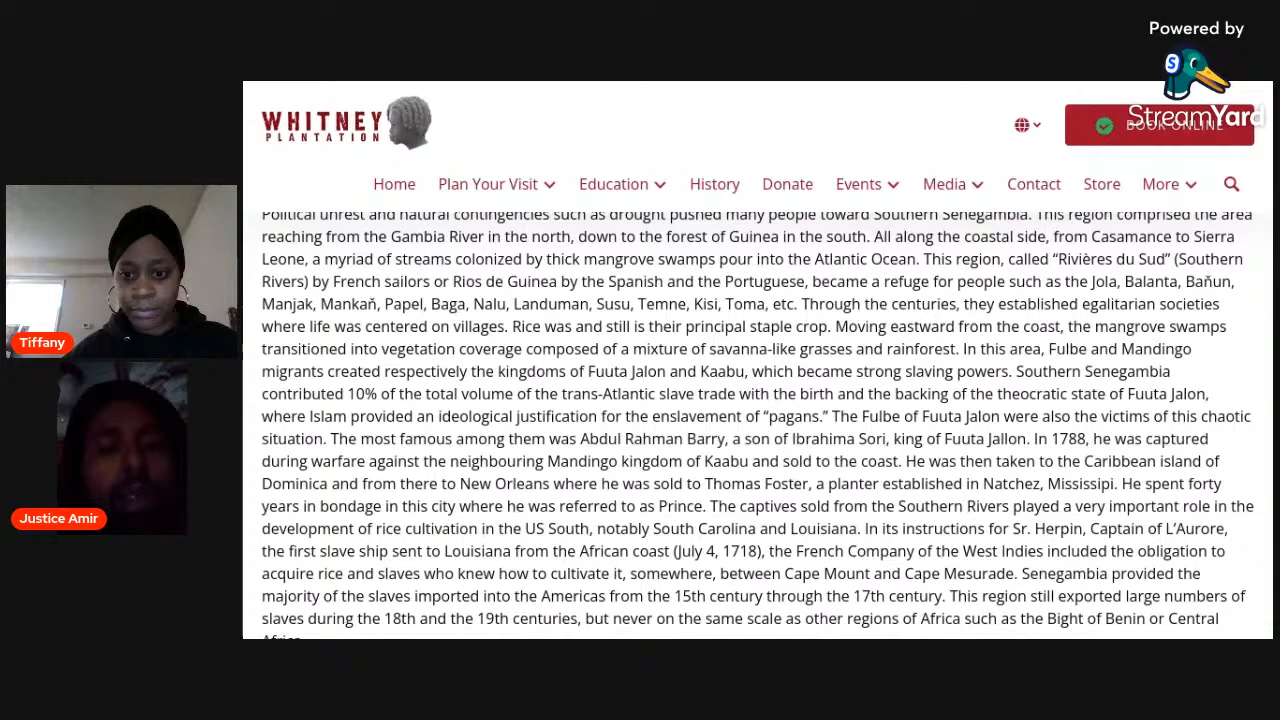 Powered by
StreamYard
WHITNEY
PLANTATION
BOOK ONLINE
Home Plan Your Visit Education History Donate Events Media Contact Store More
Political unrest and natural contingencies such as drought pushed many people toward Southern Senegambia. This region comprised the area
reaching from the Gambia River in the north, down to the forest of Guinea in the south. All along the coastal side, from Casamance to Sierra
Leone, a myriad of streams colonized by thick mangrove swamps pour into the Atlantic Ocean. This region, called “Rivières du Sud” (Southern
Rivers) by French sailors or Rios de Guinea by the Spanish and the Portuguese, became a refuge for people such as the Jola, Balanta, Baňun,
Manjak, Mankaň, Papel, Baga, Nalu, Landuman, Susu, Temne, Kisi, Toma, etc. Through the centuries, they established egalitarian societies
where life was centered on villages. Rice was and still is their principal staple crop. Moving eastward from the coast, the mangrove swamps
transitioned into vegetation coverage composed of a mixture of savanna-like grasses and rainforest. In this area, Fulbe and Mandingo
migrants created respectively the kingdoms of Fuuta Jalon and Kaabu, which became strong slaving powers. Southern Senegambia
contributed 10% of the total volume of the trans-Atlantic slave trade with the birth and the backing of the theocratic state of Fuuta Jalon,
where Islam provided an ideological justification for the enslavement of “pagans.” The Fulbe of Fuuta Jalon were also the victims of this chaotic
situation. The most famous among them was Abdul Rahman Barry, a son of Ibrahima Sori, king of Fuuta Jallon. In 1788, he was captured
during warfare against the neighbouring Mandingo kingdom of Kaabu and sold to the coast. He was then taken to the Caribbean island of
Dominica and from there to New Orleans where he was sold to Thomas Foster, a planter established in Natchez, Mississipi. He spent forty
years in bondage in this city where he was referred to as Prince. The captives sold from the Southern Rivers played a very important role in the
development of rice cultivation in the US South, notably South Carolina and Louisiana. In its instructions for Sr. Herpin, Captain of L’Aurore,
the first slave ship sent to Louisiana from the African coast (July 4, 1718), the French Company of the West Indies included the obligation to
acquire rice and slaves who knew how to cultivate it, somewhere, between Cape Mount and Cape Mesurade. Senegambia provided the
majority of the slaves imported into the Americas from the 15th century through the 17th century. This region still exported large numbers of
slaves during the 18th and the 19th centuries, but never on the same scale as other regions of Africa such as the Bight of Benin or Central
Africa.
Tiffany
Justice Amir